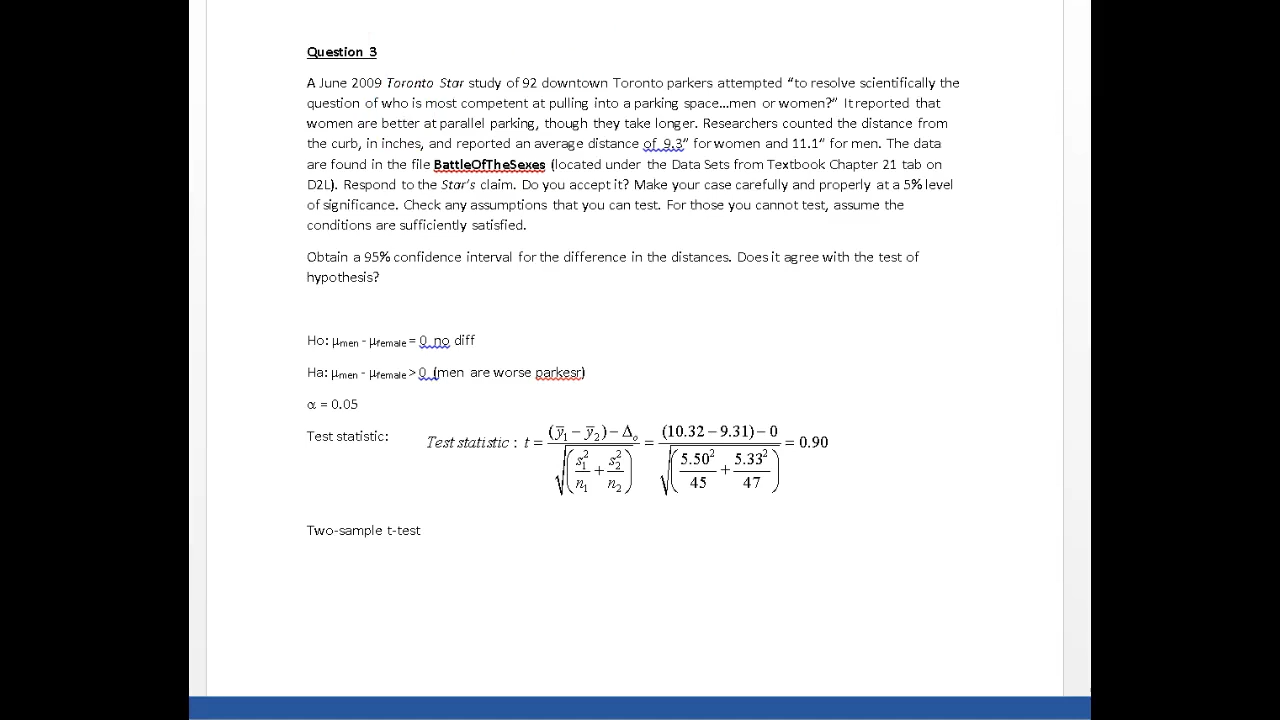 Question 3
A June 2009 Toronto Star study of 92 downtown Toronto parkers attempted “to resolve scientifically the
question of who is most competent at pulling into a parking space…men or women?” It reported that
women are better at parallel parking, though they take longer. Researchers counted the distance from
the curb, in inches, and reported an average distance of 9.3” for women and 11.1” for men. The data
are found in the file BattleOfTheSexes (located under the Data Sets from Textbook Chapter 21 tab on
D2L). Respond to the Star’s claim. Do you accept it? Make your case carefully and properly at a 5% level
of significance. Check any assumptions that you can test. For those you cannot test, assume the
conditions are sufficiently satisfied.
Obtain a 95% confidence interval for the difference in the distances. Does it agree with the test of
hypothesis?
Ho: μmen - μfemale = 0 no diff
Ha: μmen - μfemale > 0 (men are worse parkesr)
α = 0.05
Test statistic: Test statistic : t = ((ȳ1 − ȳ2) − Δo) / √(s1²/n1 + s2²/n2) = ((10.32 − 9.31) − 0) / √(5.50²/45 + 5.33²/47) = 0.90
Two-sample t-test